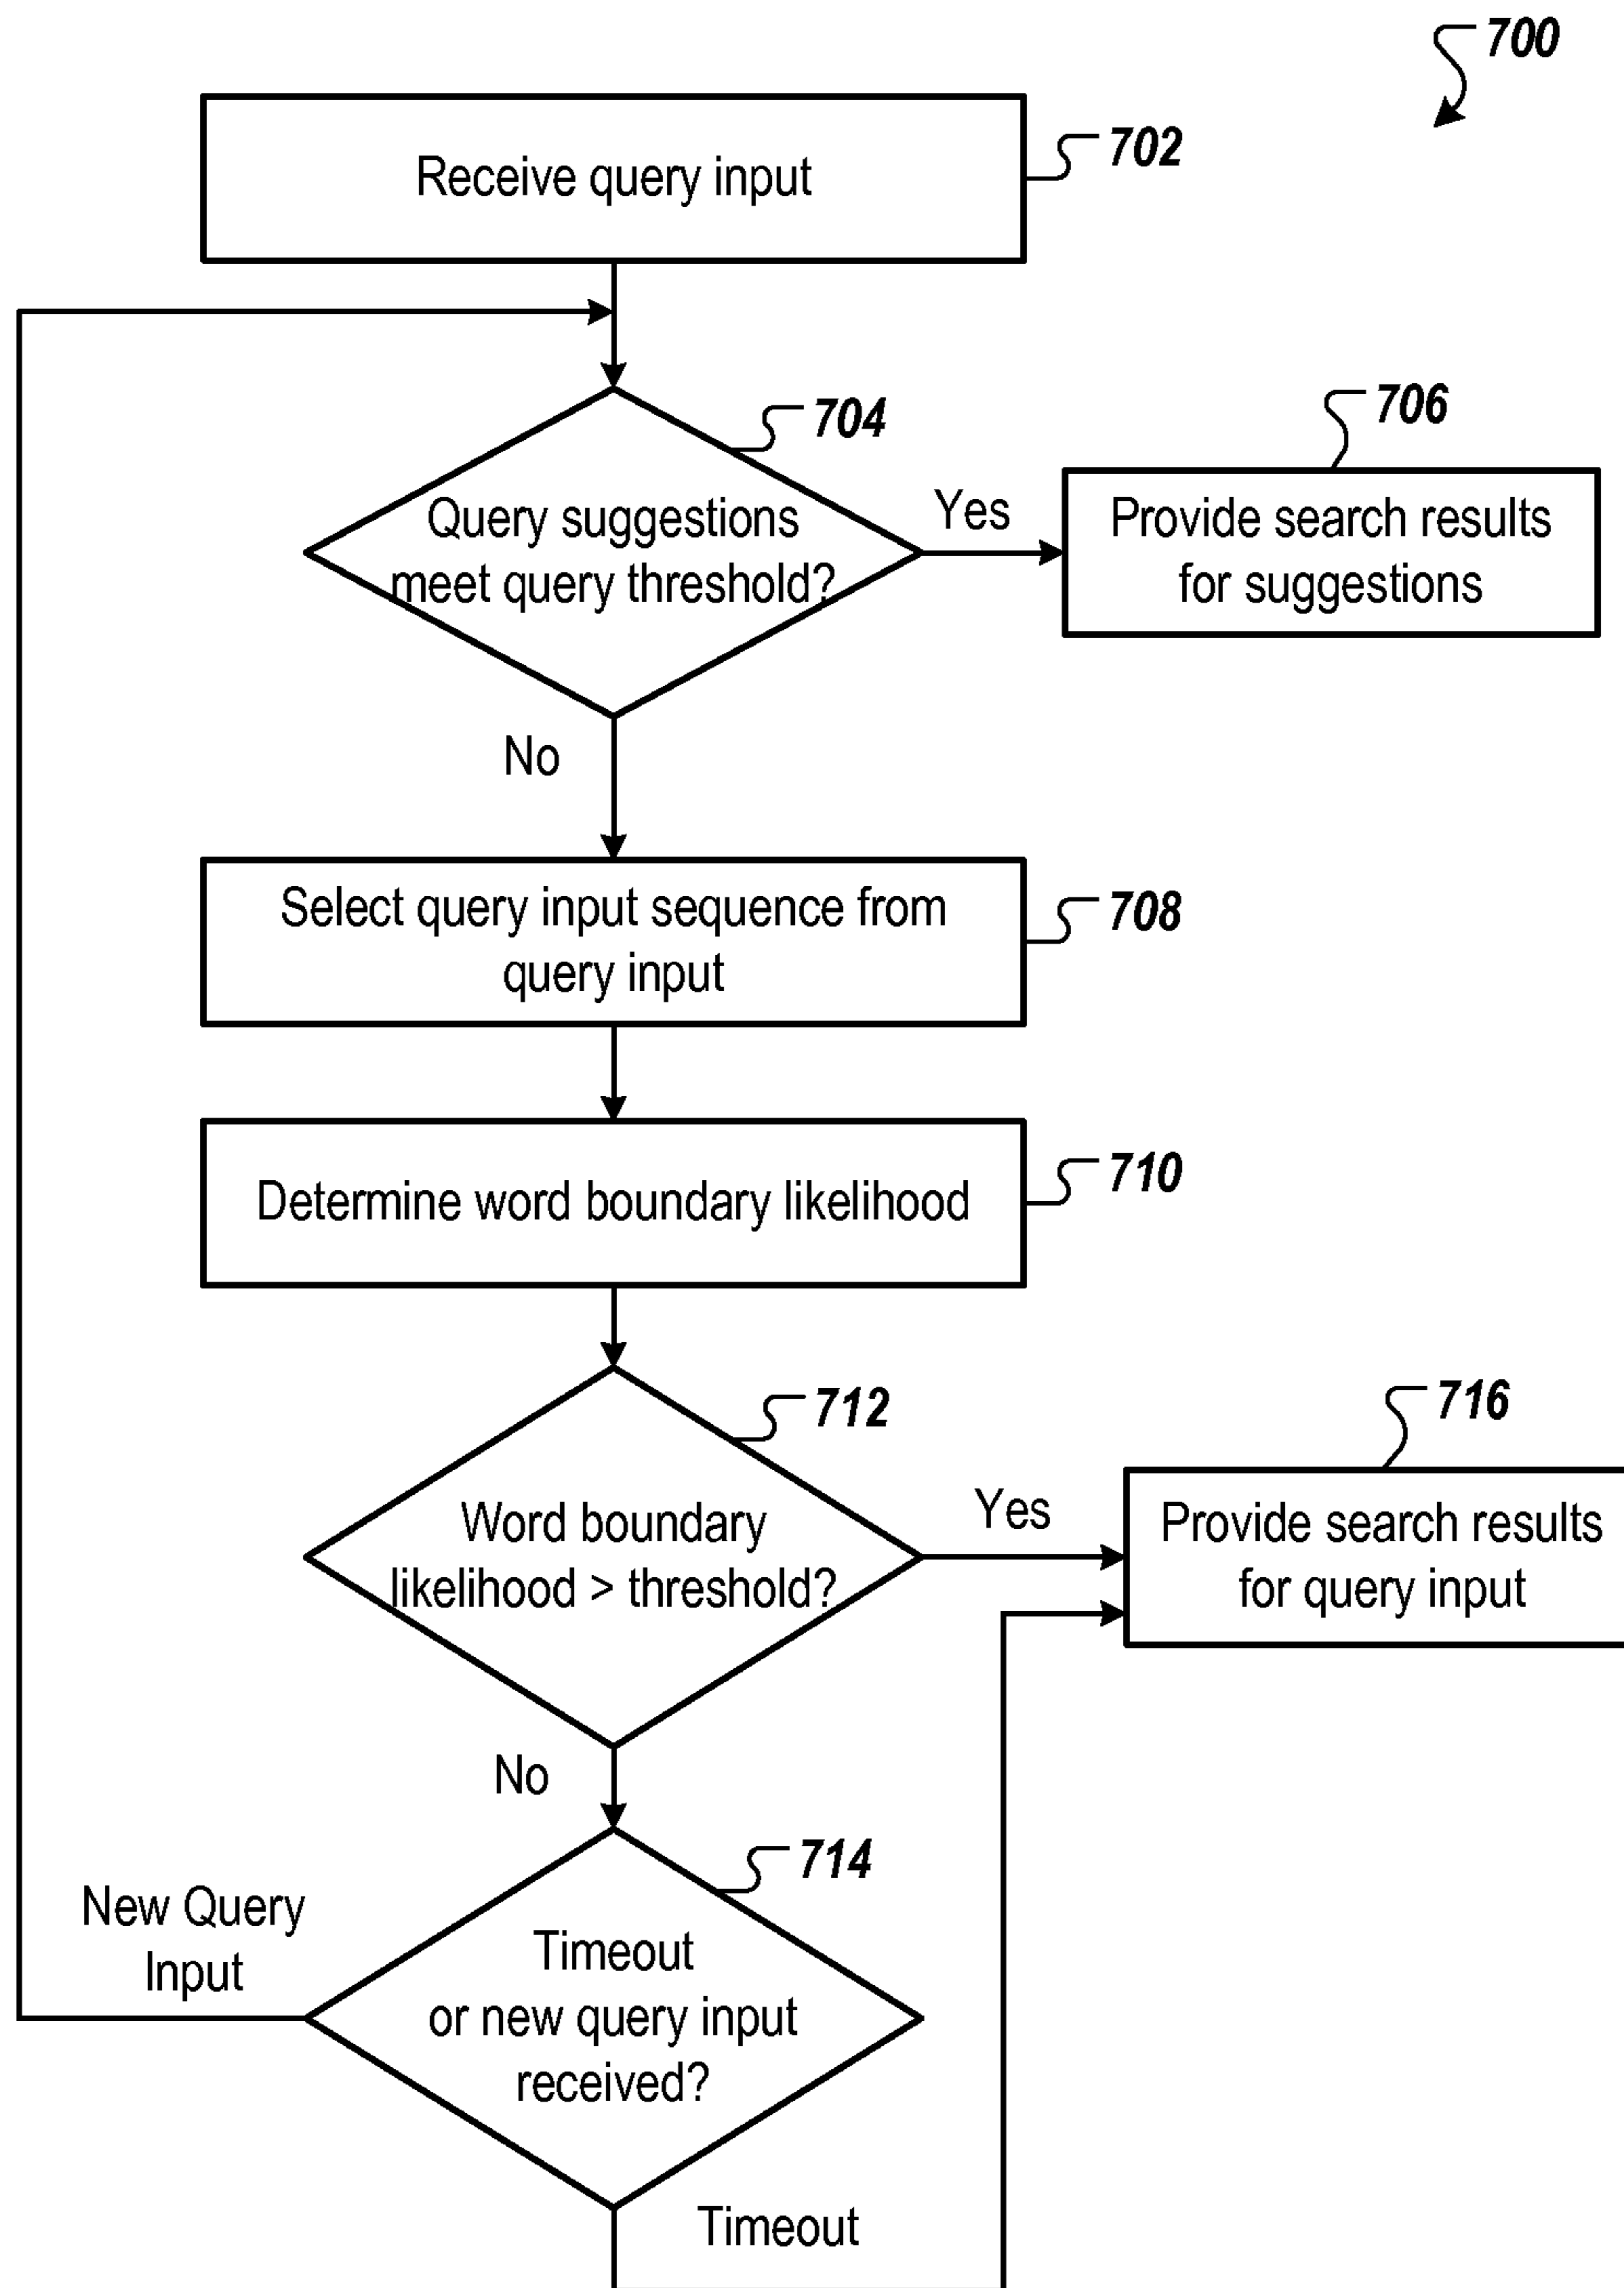 700
Receive query input
702
704
Query suggestions
meet query threshold?
Yes
706
Provide search results
for suggestions
No
Select query input sequence from
query input
708
Determine word boundary likelihood
710
712
Word boundary
likelihood > threshold?
Yes
716
Provide search results
for query input
No
714
New Query
Input
Timeout
or new query input
received?
Timeout